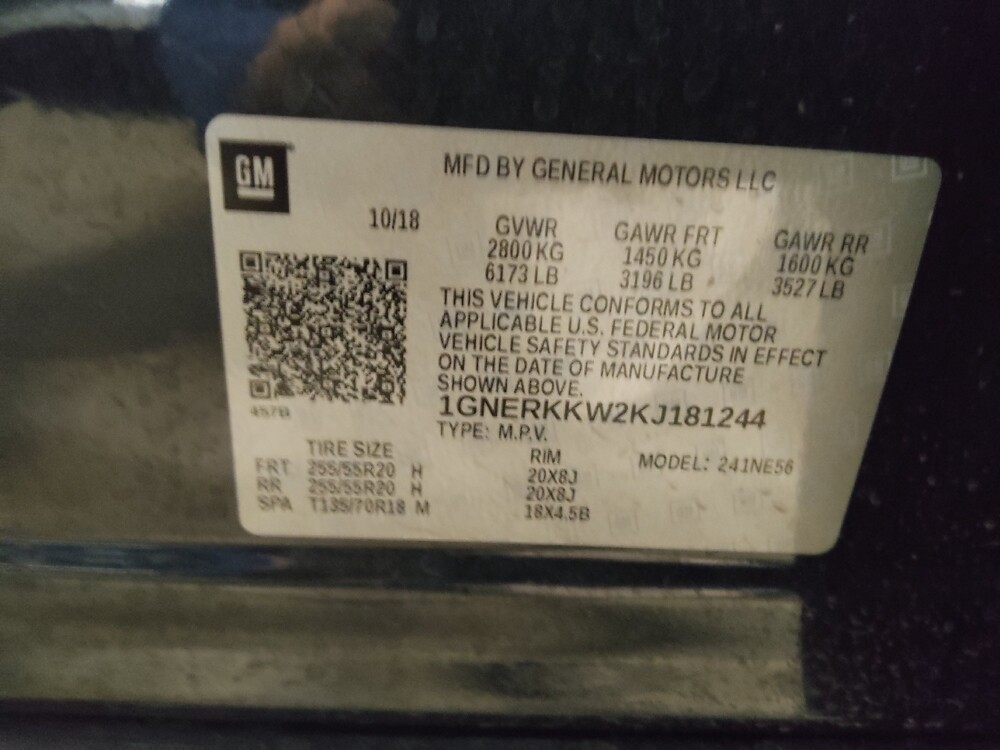 GM
MFD BY GENERAL MOTORS LLC
10/18
GVWR GAWR FRT GAWR RR
2800 KG 1450 KG 1600 KG
6173 LB 3196 LB 3527 LB
THIS VEHICLE CONFORMS TO ALL
APPLICABLE U.S. FEDERAL MOTOR
VEHICLE SAFETY STANDARDS IN EFFECT
ON THE DATE OF MANUFACTURE
SHOWN ABOVE.
457B
1GNERKKW2KJ181244
TYPE: M.P.V.
TIRE SIZE RIM MODEL: 241NE56
FRT 255/55R20 H 20X8J
RR 255/55R20 H 20X8J
SPA T135/70R18 M 18X4.5B